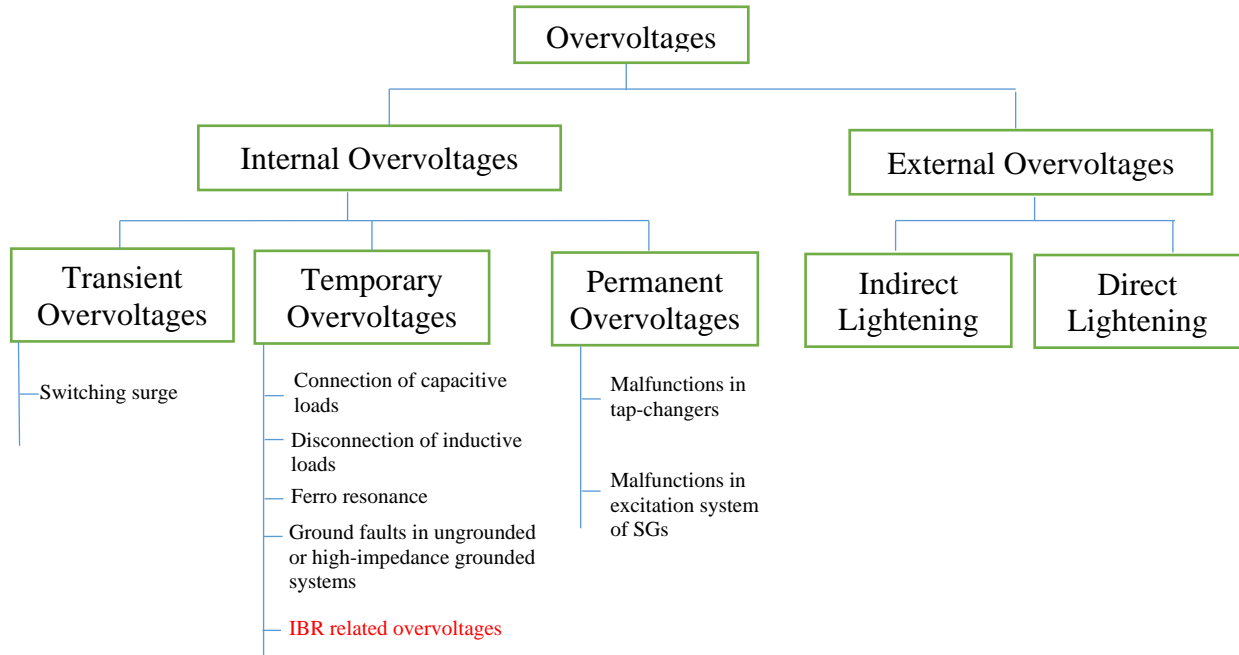 Overvoltages
Internal Overvoltages
External Overvoltages
Transient
Overvoltages
Temporary
Overvoltages
Permanent
Overvoltages
Indirect
Lightening
Direct
Lightening
Switching surge
Connection of capacitive
loads
Disconnection of inductive
loads
Ferro resonance
Ground faults in ungrounded
or high-impedance grounded
systems
IBR related overvoltages
Malfunctions in
tap-changers
Malfunctions in
excitation system
of SGs